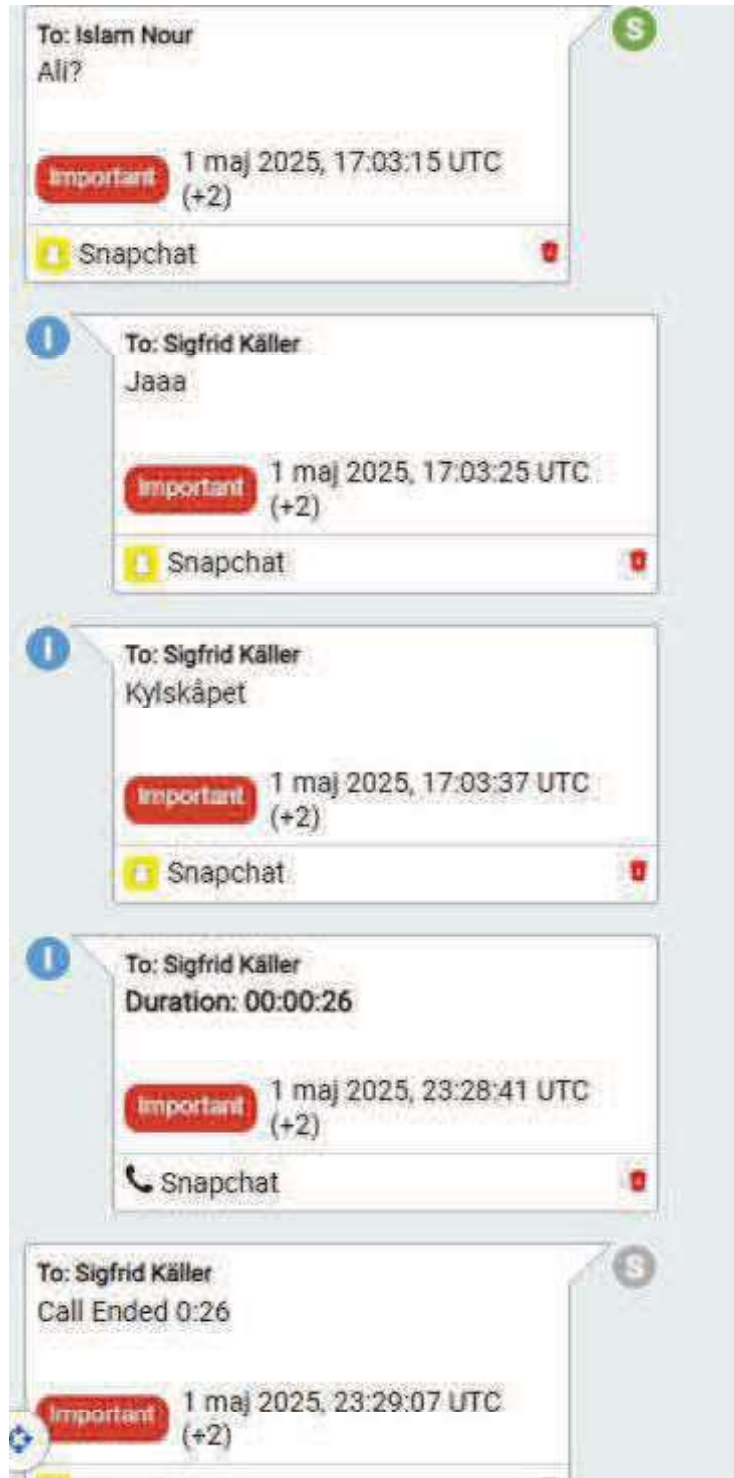 To: Islam Nour
S
Ali?
Important
1 maj 2025, 17:03:15 UTC
(+2)
Snapchat
I
To: Sigfrid Käller
Jaaa
Important
1 maj 2025, 17:03:25 UTC
(+2)
Snapchat
I
To: Sigfrid Käller
Kylskåpet
Important
1 maj 2025, 17:03:37 UTC
(+2)
Snapchat
I
To: Sigfrid Käller
Duration: 00:00:26
Important
1 maj 2025, 23:28:41 UTC
(+2)
Snapchat
To: Sigfrid Käller
S
Call Ended 0:26
Important
1 maj 2025, 23:29:07 UTC
(+2)